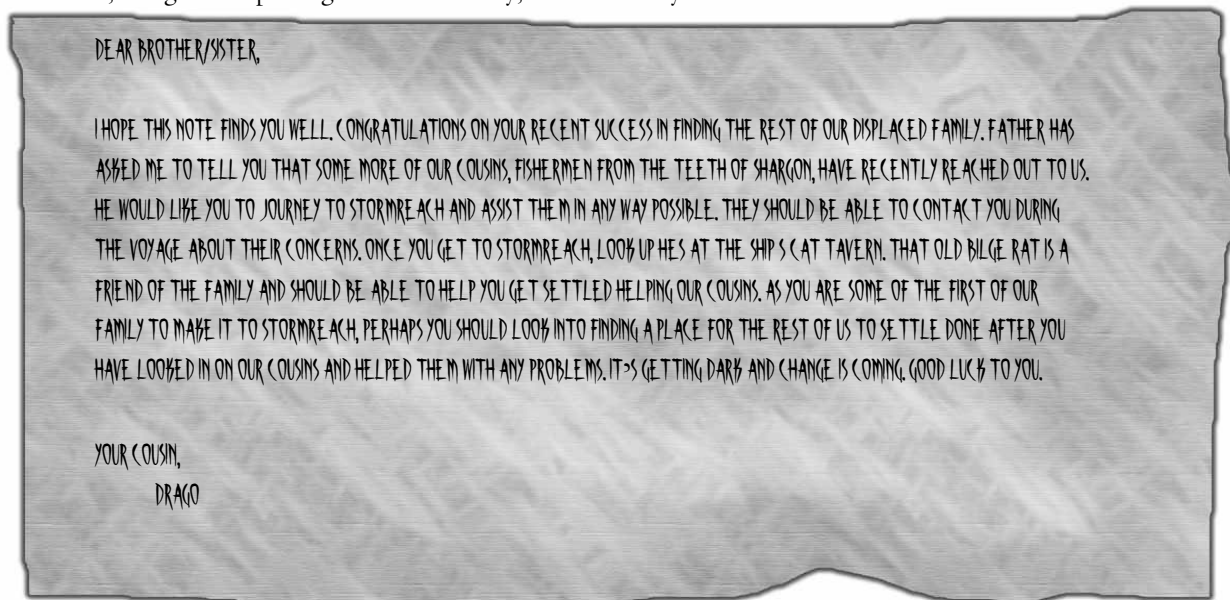 DEAR BROTHER/SISTER,
I HOPE THIS NOTE FINDS YOU WELL. CONGRATULATIONS ON YOUR RECENT SUCCESS IN FINDING THE REST OF OUR DISPLACED FAMILY. FATHER HAS
ASKED ME TO TELL YOU THAT SOME MORE OF OUR COUSINS, FISHERMEN FROM THE TEETH OF SHARGON, HAVE RECENTLY REACHED OUT TO US.
HE WOULD LIKE YOU TO JOURNEY TO STORMREACH AND ASSIST THEM IN ANY WAY POSSIBLE. THEY SHOULD BE ABLE TO CONTACT YOU DURING
THE VOYAGE ABOUT THEIR CONCERNS. ONCE YOU GET TO STORMREACH, LOOK UP HES AT THE SHIP S CAT TAVERN. THAT OLD BILGE RAT IS A
FRIEND OF THE FAMILY AND SHOULD BE ABLE TO HELP YOU GET SETTLED HELPING OUR COUSINS. AS YOU ARE SOME OF THE FIRST OF OUR
FAMILY TO MAKE IT TO STORMREACH, PERHAPS YOU SHOULD LOOK INTO FINDING A PLACE FOR THE REST OF US TO SETTLE DONE AFTER YOU
HAVE LOOKED IN ON OUR COUSINS AND HELPED THEM WITH ANY PROBLEMS. IT'S GETTING DARK AND CHANGE IS COMING. GOOD LUCK TO YOU.
YOUR COUSIN,
DRAGO